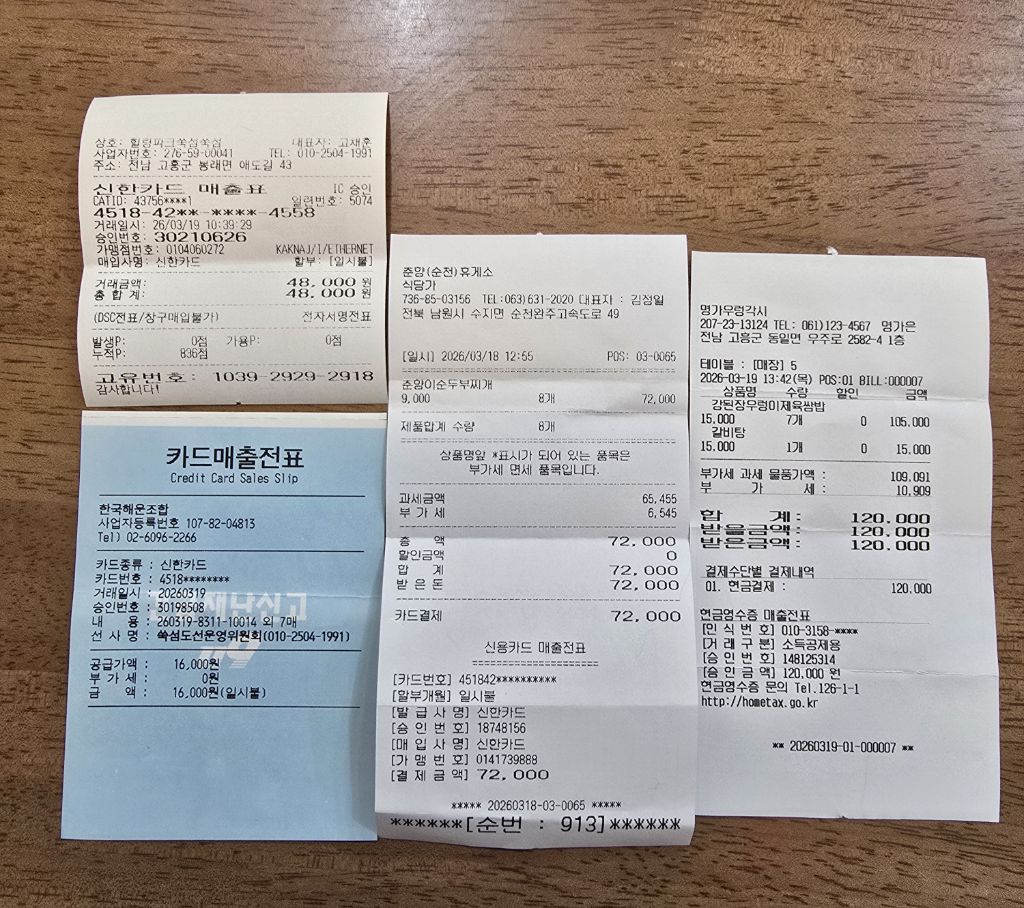 상호: 힐링파크쑥섬쑥섬 대표자: 고채훈
사업자번호: 276-59-00041 TEL: 010-2504-1991
주소: 전남 고흥군 봉래면 애도길 43
신한카드 매출표 IC 승인
CATID: 43756****1 일련번호: 5074
4518-42**-****-4558
거래일시: 26/03/19 10:39:29
승인번호: 30210626
가맹점번호: 0104060272 KAKNAJ/1/ETHERNET
매입사명: 신한카드 할부: [일시불]
거래금액: 48,000 원
총 합 계: 48,000 원
(DSC전표/창구매입불가) 전자서명전표
발생P: 0점 가용P: 0점
누적P: 836점
고유번호: 1039-2929-2918
감사합니다!
카드매출전표
Credit Card Sales Slip
한국해운조합
사업자등록번호 107-82-04813
Tel) 02-6096-2266
카드종류 : 신한카드
카드번호 : 4518********
거래일시 : 20260319
승인번호 : 30198508
내 용 : 260319-8311-10014 외 7매
선 사 명 : 쑥섬도선운영위원회(010-2504-1991)
재난신고
119
공급가액 : 16,000원
부 가 세 : 0원
금 액 : 16,000원(일시불)
춘향(순천)휴게소
식당가
736-85-03156 TEL:063)631-2020 대표자 : 김정일
전북 남원시 수지면 순천완주고속도로 49
[일시] 2026/03/18 12:55 POS: 03-0065
춘향이순두부찌개
9,000 8개 72,000
제품합계 수량 8개
상품명앞 *표시가 되어 있는 품목은
부가세 면세 품목입니다.
과세금액 65,455
부 가 세 6,545
총 액 72,000
할인금액 0
합 계 72,000
받 은 돈 72,000
카드결제 72,000
신용카드 매출전표
=====================
[카드번호] 451842**********
[할부개월] 일시불
[발 급 사 명] 신한카드
[승 인 번 호] 18748156
[매 입 사 명] 신한카드
[가 맹 번 호] 0141739888
[결 제 금 액] 72,000
***** 20260318-03-0065 *****
******[순번 : 913]******
명가우렁각시
207-23-13124 TEL: 061)123-4567 명가은
전남 고흥군 동일면 우주로 2582-4 1층
테이블 : [매장] 5
2026-03-19 13:42(목) POS:01 BILL:000007
상품명 수량 할인 금액
강된장우렁이제육쌈밥
15.000 7개 0 105.000
갈비탕
15.000 1개 0 15.000
부가세 과세 물품가액 : 109.091
부 가 세 : 10.909
합 계: 120.000
받을금액: 120.000
받은금액: 120.000
결제수단별 결제내역
01. 현금결제 : 120.000
현금영수증 매출전표
[인 식 번 호] 010-3158-****
[거 래 구 분] 소득공제용
[승 인 번 호] 148125314
[승 인 금 액] 120.000 원
현금영수증 문의 Tel.126-1-1
http://hometax.go.kr
** 20260319-01-000007 **